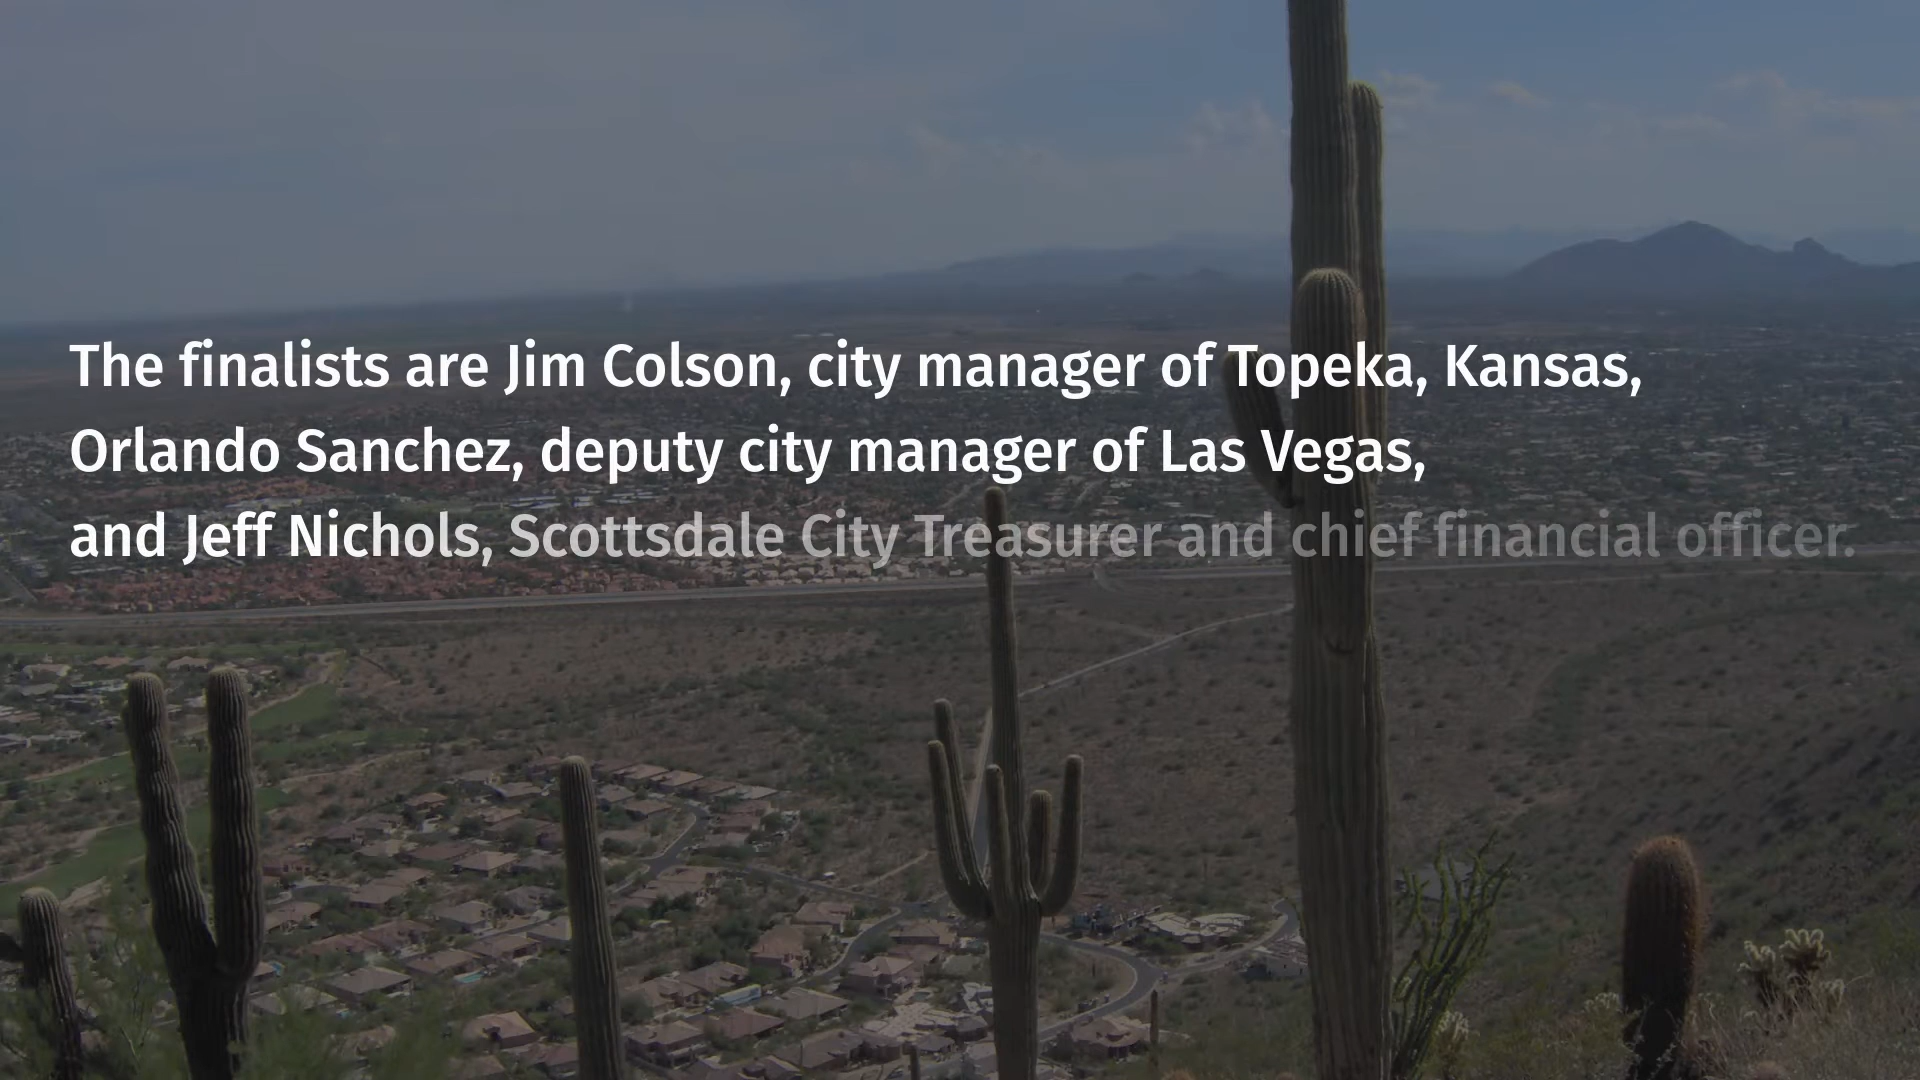 The finalists are Jim Colson, city manager of Topeka, Kansas,
Orlando Sanchez, deputy city manager of Las Vegas,
and Jeff Nichols, Scottsdale City Treasurer and chief financial officer.